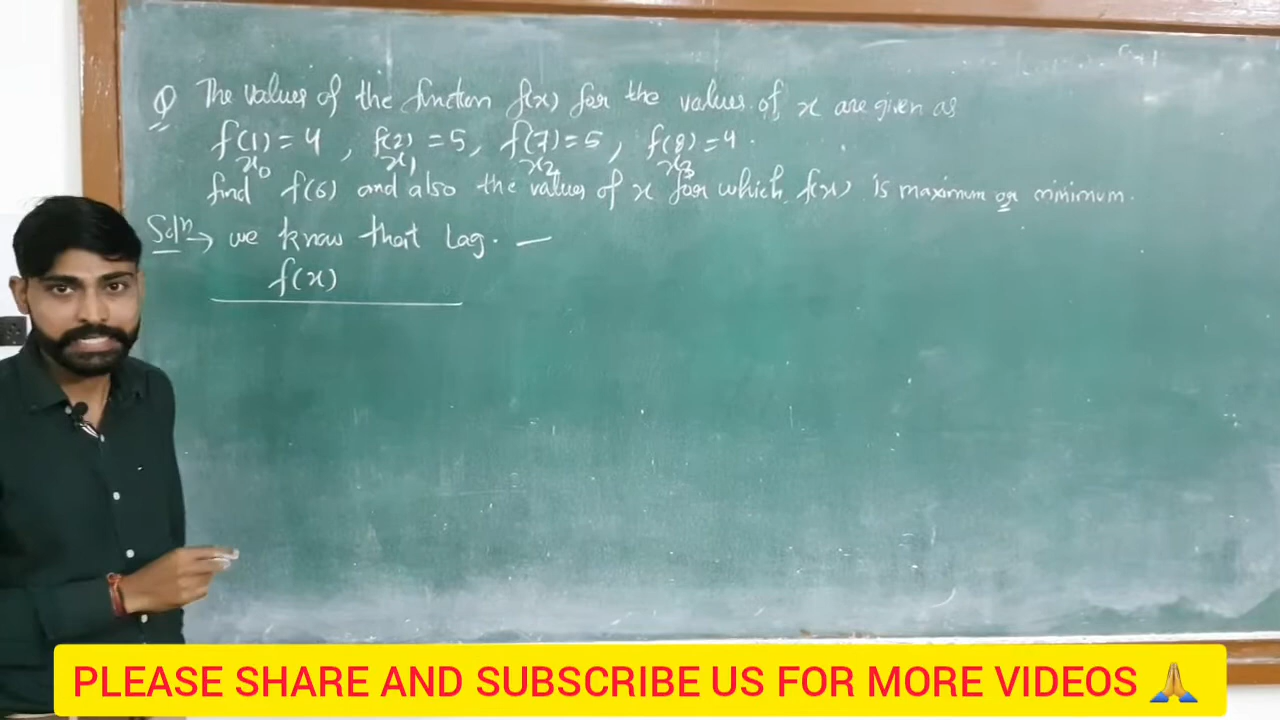 Q The values of the function f(x) for the values of x are given as
f(1) = 4 , f(2) = 5, f(7) = 5 , f(8) = 4 .
x₀ x₁ x₂ x₃
find f(6) and also the values of x for which f(x) is maximum or minimum.
Solⁿ → we know that Lag. —
f(x)
PLEASE SHARE AND SUBSCRIBE US FOR MORE VIDEOS 🙏